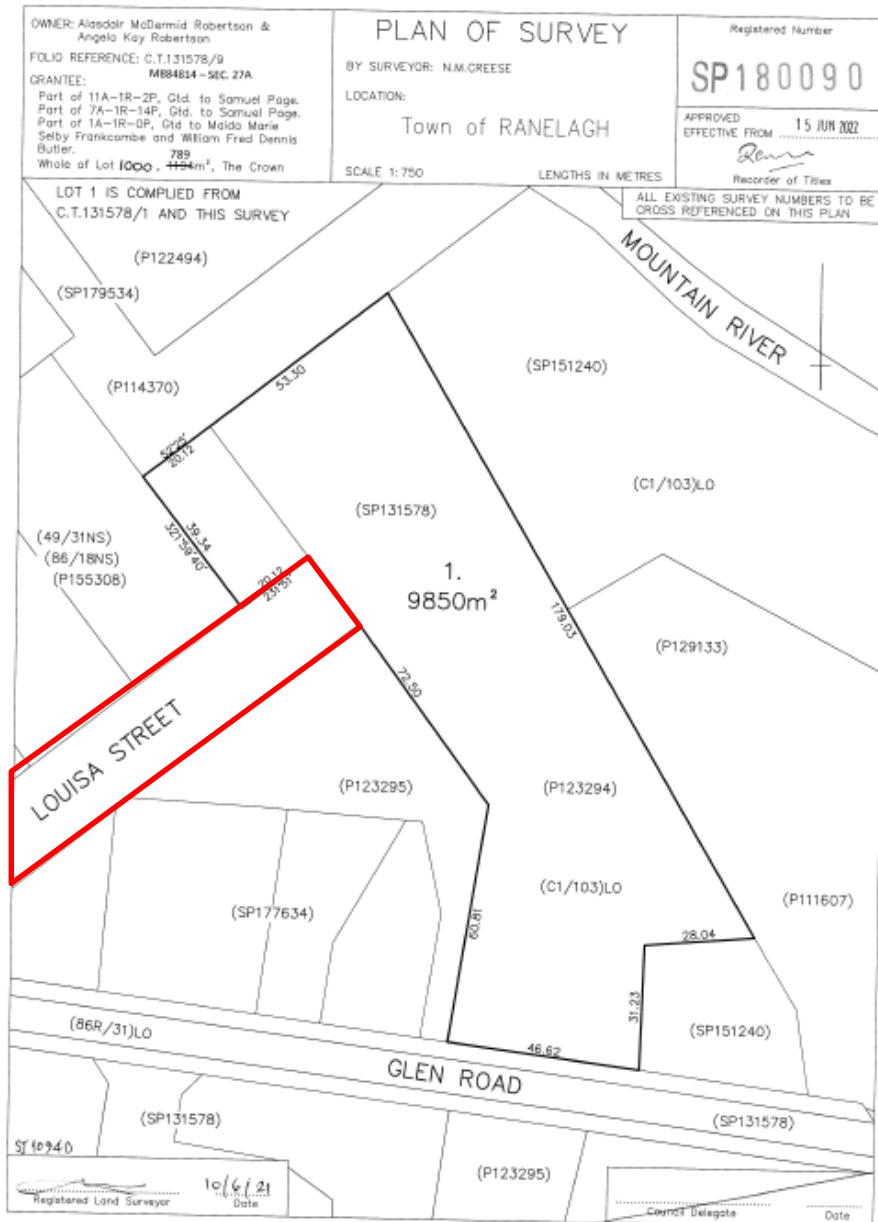 OWNER: Alasdair McDermid Robertson &
Angela Kay Robertson
FOLIO REFERENCE: C.T.131578/9
M884814 - SEC. 27A
GRANTEE:
Part of 11A-1R-2P, Gtd. to Samuel Page.
Part of 7A-1R-14P, Gtd. to Samuel Page.
Part of 1A-1R-0P, Gtd to Maida Marie
Selby Frankcombe and William Fred Dennis
Butler.
789
Whole of Lot 1000, 1194m², The Crown
PLAN OF SURVEY
BY SURVEYOR: N.M.CREESE
LOCATION:
Town of RANELAGH
SCALE 1:750
LENGTHS IN METRES
Registered Number
SP180090
APPROVED
EFFECTIVE FROM 15 JUN 2022
Recorder of Titles
ALL EXISTING SURVEY NUMBERS TO BE
CROSS REFERENCED ON THIS PLAN
LOT 1 IS COMPLIED FROM
C.T.131578/1 AND THIS SURVEY
(P122494)
(SP179534)
MOUNTAIN RIVER
(P114370)
53.30
(SP151240)
52°25'
20.12
(C1/103)LO
(SP131578)
(49/31NS)
(86/18NS)
(P155308)
39.34
321°59'40"
20.12
231°51'
1.
9850m²
179.03
(P129133)
72.50
LOUISA STREET
(P123295)
(P123294)
(C1/103)LO
(P111607)
(SP177634)
60.81
28.04
31.23
(SP151240)
(86R/31)LO
46.62
GLEN ROAD
(SP131578)
(SP131578)
(P123295)
Registered Land Surveyor
10/6/21
Date
Council Delegate
Date